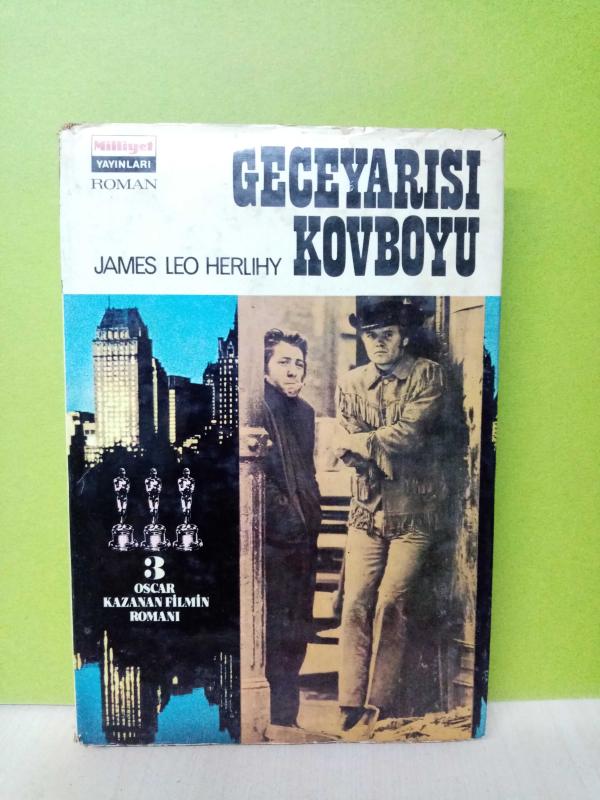 Milliyet
YAYINLARI
ROMAN
GECEYARISI
KOVBOYU
JAMES LEO HERLIHY
3
OSCAR
KAZANAN FİLMİN
ROMANI